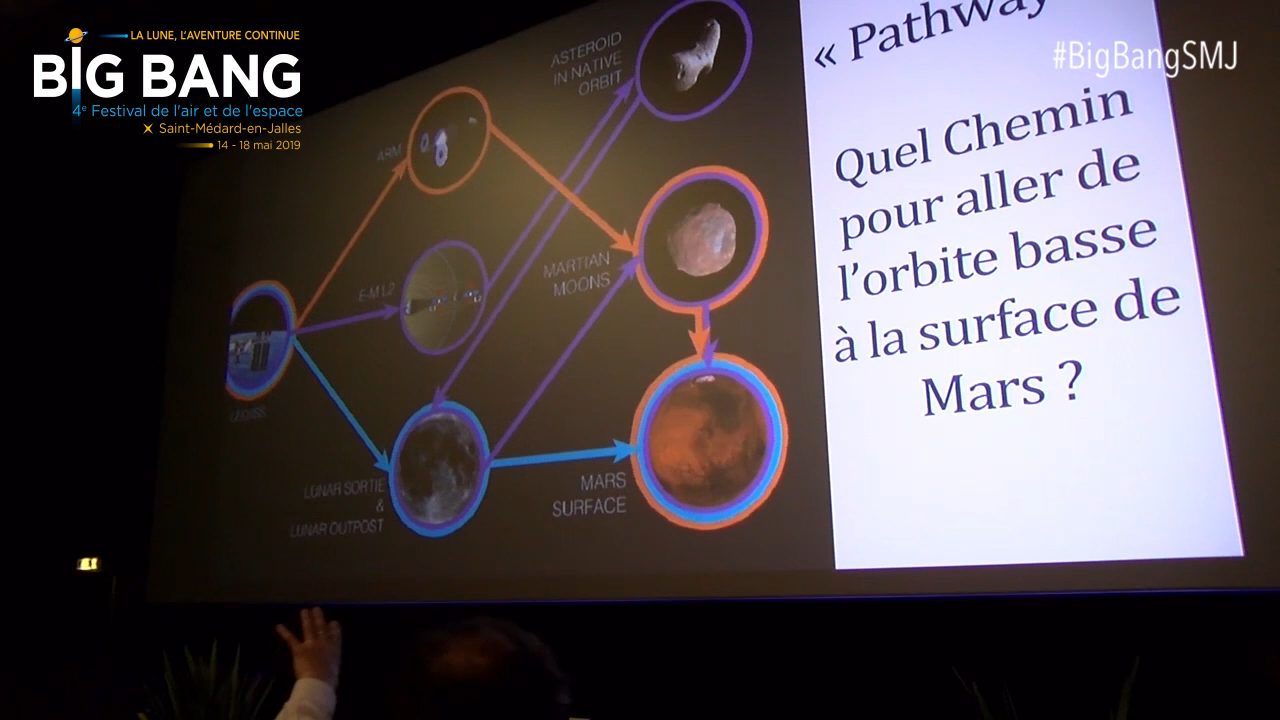 LA LUNE, L'AVENTURE CONTINUE
BIG BANG
4e Festival de l'air et de l'espace
Saint-Médard-en-Jalles
14 - 18 mai 2019
#BigBangSMJ
ASTEROID
IN NATIVE
ORBIT
ARM
E-M L2
MARTIAN
MOONS
LUNAR SORTIE
&
LUNAR OUTPOST
MARS
SURFACE
« Pathway
Quel Chemin
pour aller de
l'orbite basse
à la surface de
Mars ?